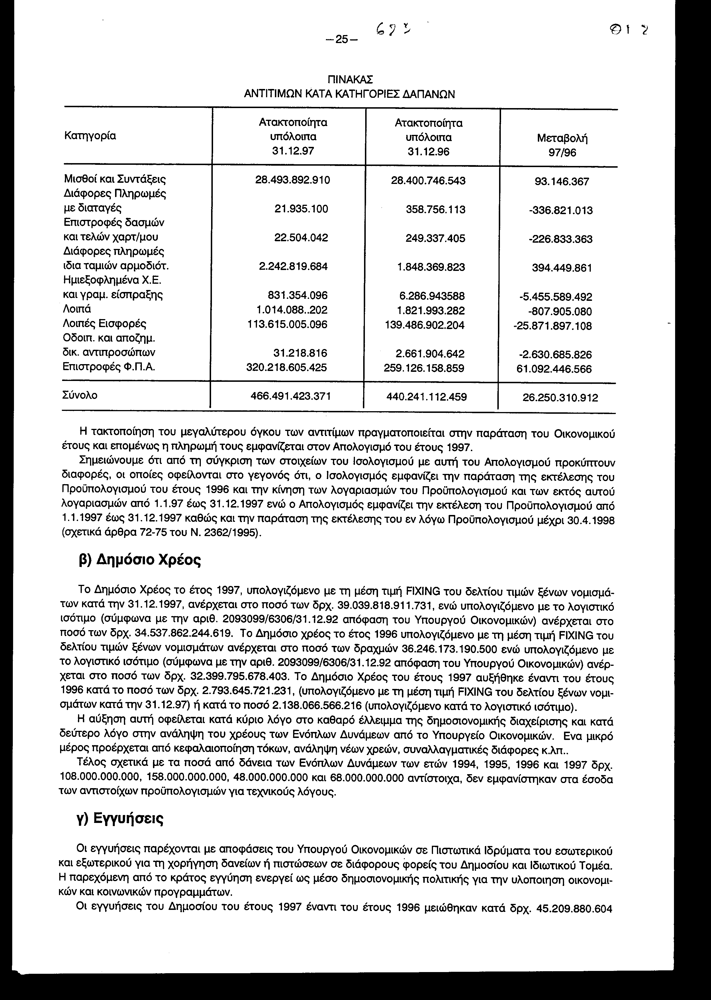 —25—
ΠΙΝΑΚΑΣ
ΑΝΤΙΤΙΜΩΝ ΚΑΤΑ ΚΑΤΗΓΟΡΙΕΣ ΔΑΠΑΝΩΝ
Κατηγορία Ατακτοποίητα υπόλοιπα 31.12.97 Ατακτοποίητα υπόλοιπα 31.12.96 Μεταβολή 97/96
Μισθοί και Συντάξεις 28.493.892.910 28.400.746.543 93.146.367
Διάφορες Πληρωμές
με διαταγές 21.935.100 358.756.113 -336.821.013
Επιστροφές δασμών
και τελών χαρτ/μου 22.504.042 249.337.405 -226.833.363
Διάφορες πληρωμές
ιδια ταμιών αρμοδιότ. 2.242.819.684 1.848.369.823 394.449.861
Ημιεξοφλημένα Χ.Ε.
και γραμ. είσπραξης 831.354.096 6.286.943588 -5.455.589.492
Λοιπά 1.014.088..202 1.821.993.282 -807.905.080
Λοιπές Εισφορές 113.615.005.096 139.486.902.204 -25.871.897.108
Οδοιπ. και αποζημ.
δικ. αντιπροσώπων 31.218.816 2.661.904.642 -2.630.685.826
Επιστροφές Φ.Π.Α. 320.218.605.425 259.126.158.859 61.092.446.566
Σύνολο 466.491.423.371 440.241.112.459 26.250.310.912
Η τακτοποίηση του μεγαλύτερου όγκου των αντιτίμων πραγματοποιείται στην παράταση του Οικονομικού
έτους και επομένως η πληρωμή τους εμφανίζεται στον Απολογισμό του έτους 1997.
Σημειώνουμε ότι από τη σύγκριση των στοιχείων του Ισολογισμού με αυτή του Απολογισμού προκύπτουν
διαφορές, οι οποίες οφείλονται στο γεγονός ότι, ο Ισολογισμός εμφανίζει την παράταση της εκτέλεσης του
Προϋπολογισμού του έτους 1996 και την κίνηση των λογαριασμών του Προϋπολογισμού και των εκτός αυτού
λογαριασμών από 1.1.97 έως 31.12.1997 ενώ ο Απολογισμός εμφανίζει την εκτέλεση του Προϋπολογισμού από
1.1.1997 έως 31.12.1997 καθώς και την παράταση της εκτέλεσης του εν λόγω Προϋπολογισμού μέχρι 30.4.1998
(σχετικά άρθρα 72-75 του Ν. 2362/1995).
β) Δημόσιο Χρέος
Το Δημόσιο Χρέος το έτος 1997, υπολογιζόμενο με τη μέση τιμή FIXING του δελτίου τιμών ξένων νομισμά-
των κατά την 31.12.1997, ανέρχεται στο ποσό των δρχ. 39.039.818.911.731, ενώ υπολογιζόμενο με το λογιστικό
ισότιμο (σύμφωνα με την αριθ. 2093099/6306/31.12.92 απόφαση του Υπουργού Οικονομικών) ανέρχεται στο
ποσό των δρχ. 34.537.862.244.619. Το Δημόσιο χρέος το έτος 1996 υπολογιζόμενο με τη μέση τιμή FIXING του
δελτίου τιμών ξένων νομισμάτων ανέρχεται στο ποσό των δραχμών 36.246.173.190.500 ενώ υπολογιζόμενο με
το λογιστικό ισότιμο (σύμφωνα με την αριθ. 2093099/6306/31.12.92 απόφαση του Υπουργού Οικονομικών) ανέρ-
χεται στο ποσό των δρχ. 32.399.795.678.403. Το Δημόσιο Χρέος του έτους 1997 αυξήθηκε έναντι του έτους
1996 κατά το ποσό των δρχ. 2.793.645.721.231, (υπολογιζόμενο με τη μέση τιμή FIXING του δελτίου ξένων νομι-
σμάτων κατά την 31.12.97) ή κατά το ποσό 2.138.066.566.216 (υπολογιζόμενο κατά το λογιστικό ισότιμο).
Η αύξηση αυτή οφείλεται κατά κύριο λόγο στο καθαρό έλλειμμα της δημοσιονομικής διαχείρισης και κατά
δεύτερο λόγο στην ανάληψη του χρέους των Ενόπλων Δυνάμεων από το Υπουργείο Οικονομικών. Ενα μικρό
μέρος προέρχεται από κεφαλαιοποίηση τόκων, ανάληψη νέων χρεών, συναλλαγματικές διάφορες κ.λπ..
Τέλος σχετικά με τα ποσά από δάνεια των Ενόπλων Δυνάμεων των ετών 1994, 1995, 1996 και 1997 δρχ.
108.000.000.000, 158.000.000.000, 48.000.000.000 και 68.000.000.000 αντίστοιχα, δεν εμφανίστηκαν στα έσοδα
των αντιστοίχων προϋπολογισμών για τεχνικούς λόγους.
γ) Εγγυήσεις
Οι εγγυήσεις παρέχονται με αποφάσεις του Υπουργού Οικονομικών σε Πιστωτικά Ιδρύματα του εσωτερικού
και εξωτερικού για τη χορήγηση δανείων ή πιστώσεων σε διάφορους φορείς του Δημοσίου και Ιδιωτικού Τομέα.
Η παρεχόμενη από το κράτος εγγύηση ενεργεί ως μέσο δημοσιονομικής πολιτικής για την υλοποιηση οικονομι-
κών και κοινωνικών προγραμμάτων.
Οι εγγυήσεις του Δημοσίου του έτους 1997 έναντι του έτους 1996 μειώθηκαν κατά δρχ. 45.209.880.604